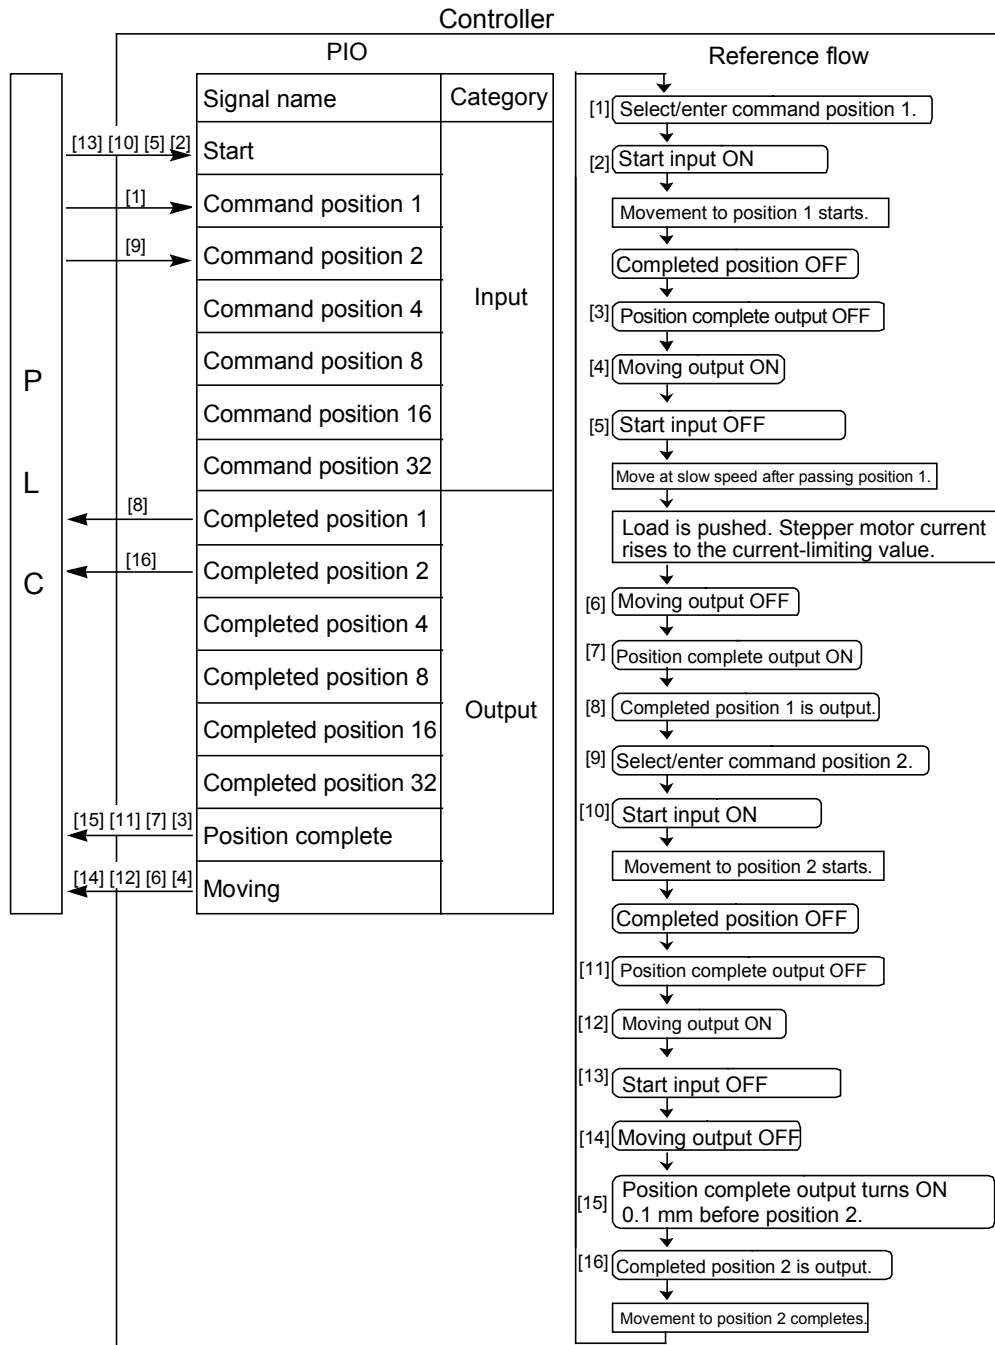 Controller
PIO
Reference flow
P
L
C
Signal name
Category
[13] [10] [5] [2]
Start
[1]
Command position 1
[9]
Command position 2
Command position 4
Command position 8
Command position 16
Command position 32
Input
[8]
Completed position 1
[16]
Completed position 2
Completed position 4
Completed position 8
Completed position 16
Completed position 32
[15] [11] [7] [3]
Position complete
[14] [12] [6] [4]
Moving
Output
[1] Select/enter command position 1.
[2] Start input ON
Movement to position 1 starts.
Completed position OFF
[3] Position complete output OFF
[4] Moving output ON
[5] Start input OFF
Move at slow speed after passing position 1.
Load is pushed. Stepper motor current
rises to the current-limiting value.
[6] Moving output OFF
[7] Position complete output ON
[8] Completed position 1 is output.
[9] Select/enter command position 2.
[10] Start input ON
Movement to position 2 starts.
Completed position OFF
[11] Position complete output OFF
[12] Moving output ON
[13] Start input OFF
[14] Moving output OFF
[15] Position complete output turns ON
0.1 mm before position 2.
[16] Completed position 2 is output.
Movement to position 2 completes.